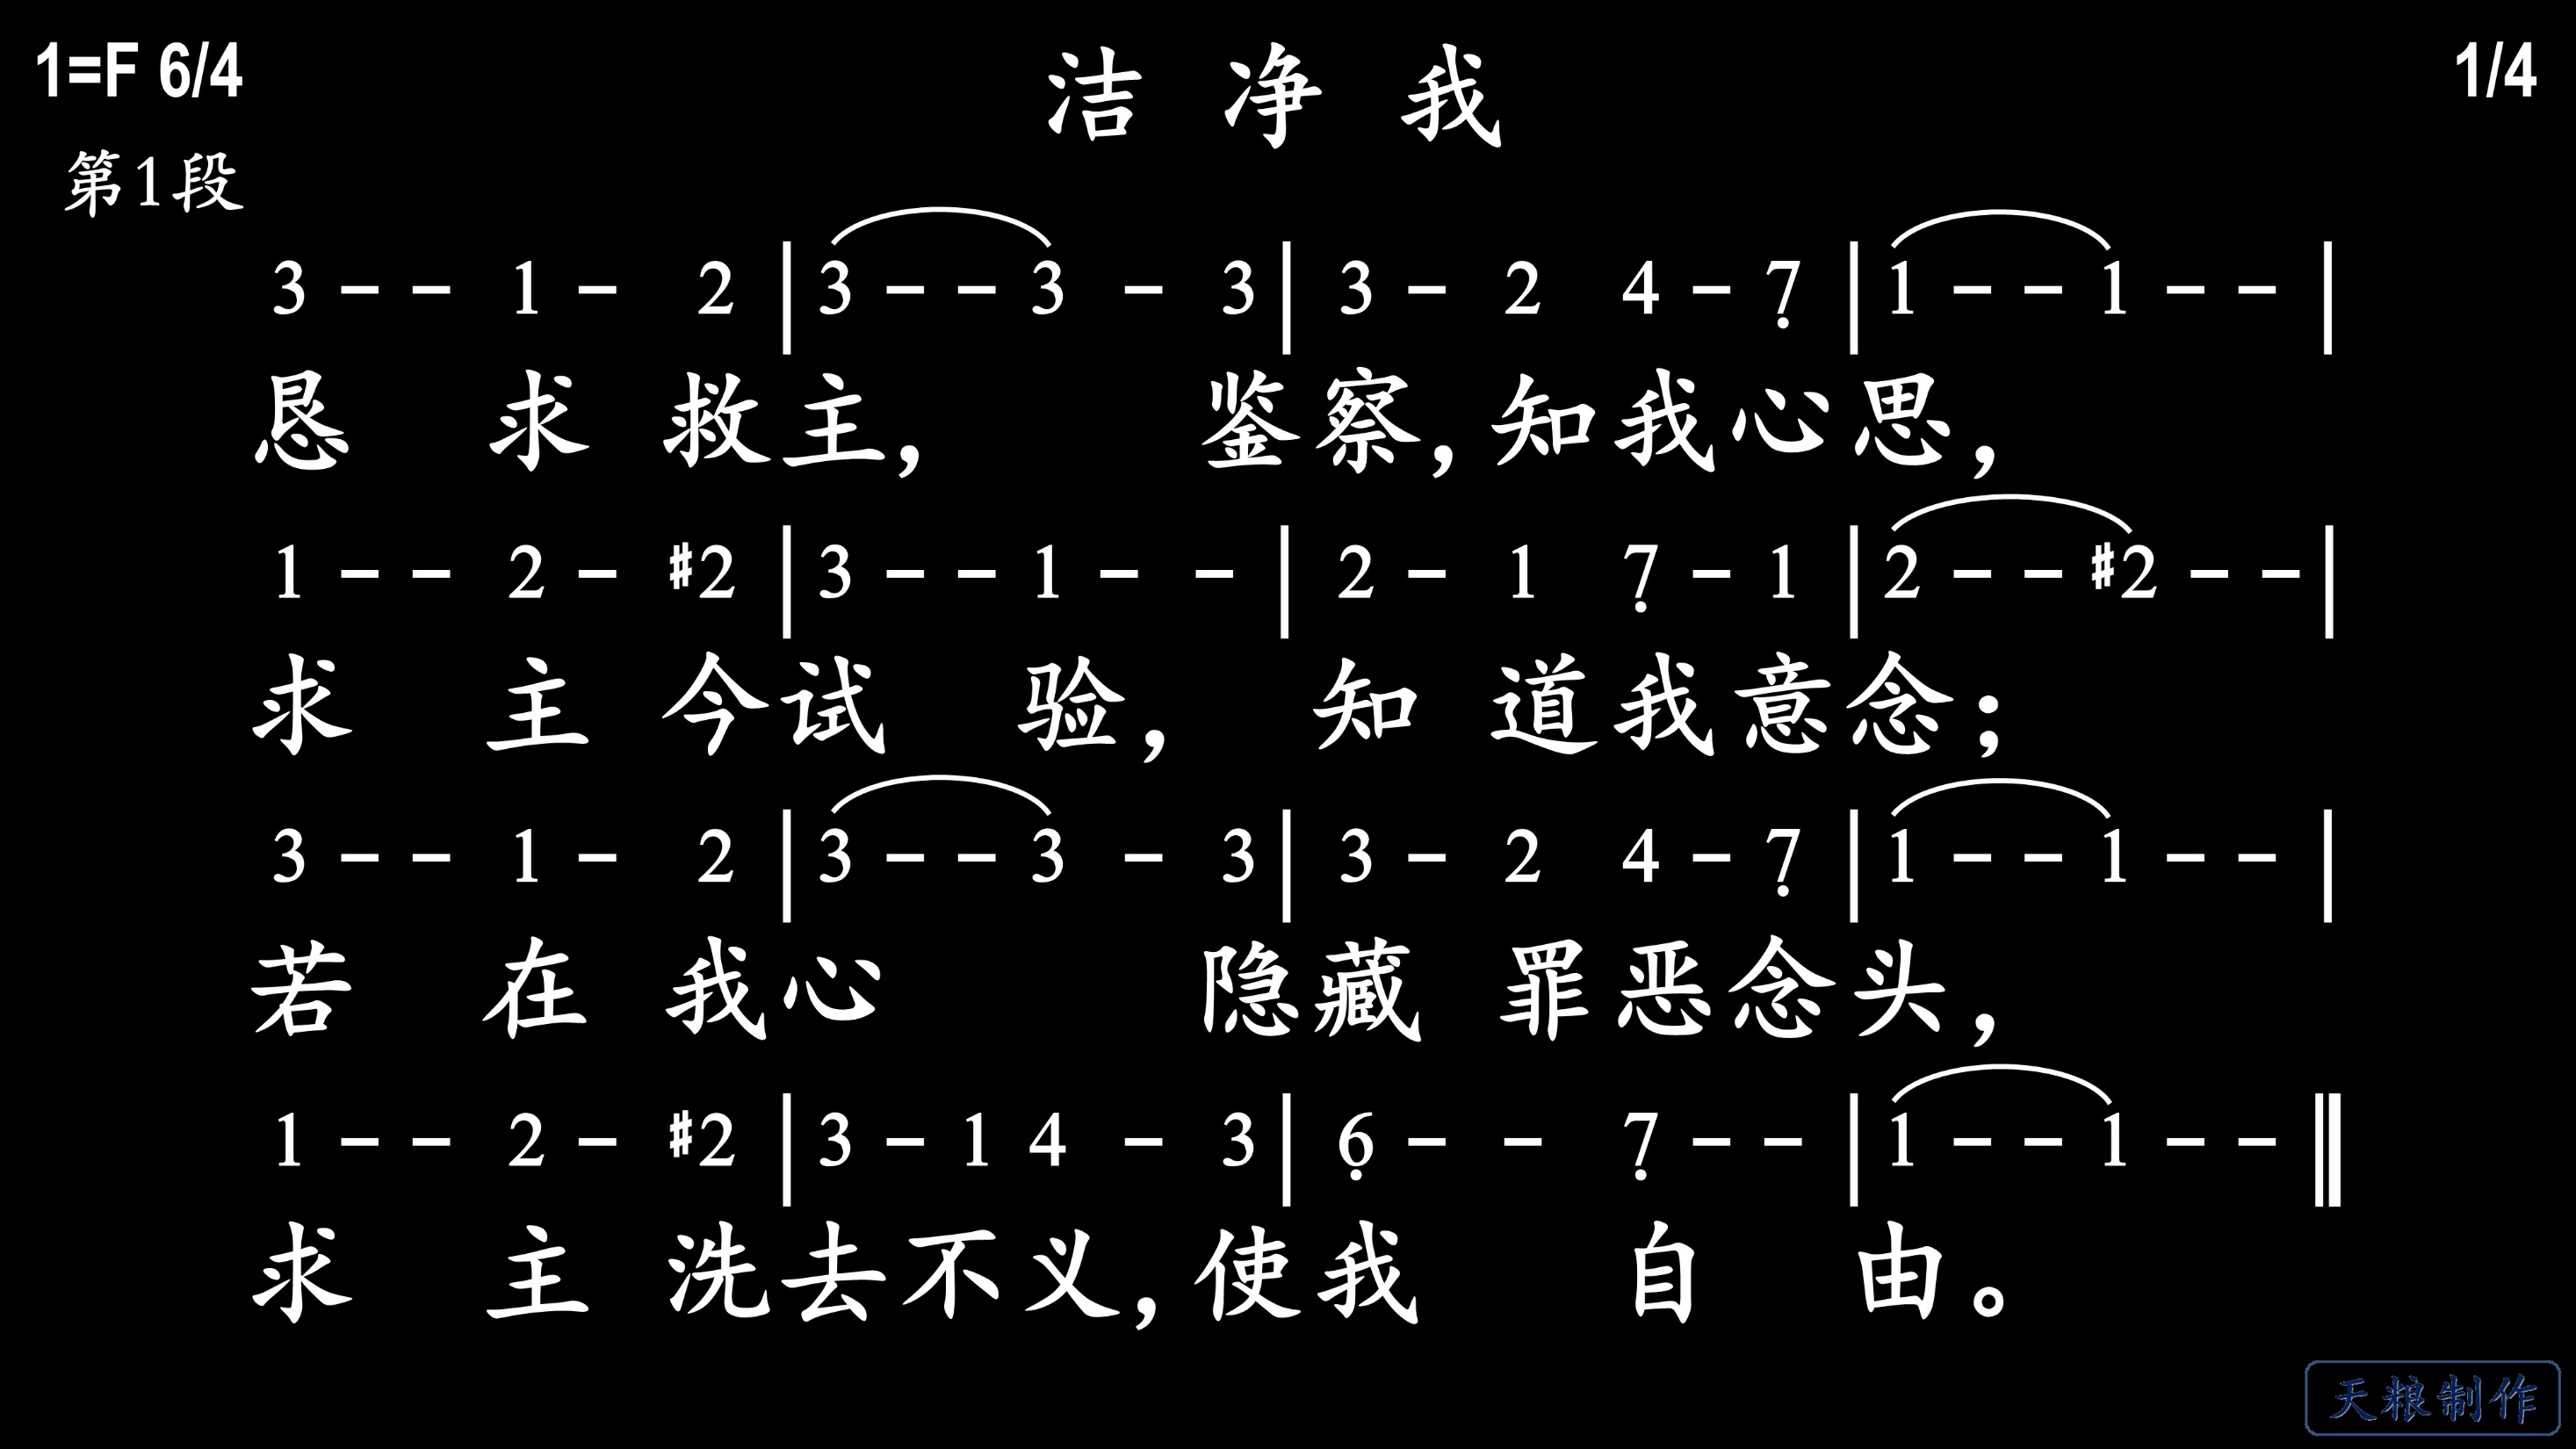 1=F 6/4
洁 净 我
1/4
第1段
3 - - 1 - 2 | 3 - - 3 - 3 | 3 - 2 4 - 7̣ | 1 - - 1 - - |
恳 求 救主， 鉴察，知我心思，
1 - - 2 - #2 | 3 - - 1 - - | 2 - 1 7̣ - 1 | 2 - - #2 - - |
求 主 今试 验， 知 道我意念；
3 - - 1 - 2 | 3 - - 3 - 3 | 3 - 2 4 - 7̣ | 1 - - 1 - - |
若 在 我心 隐藏 罪恶念头，
1 - - 2 - #2 | 3 - 1 4 - 3 | 6̣ - - 7̣ - - | 1 - - 1 - - ‖
求 主 洗去不义，使我 自 由。
天粮制作